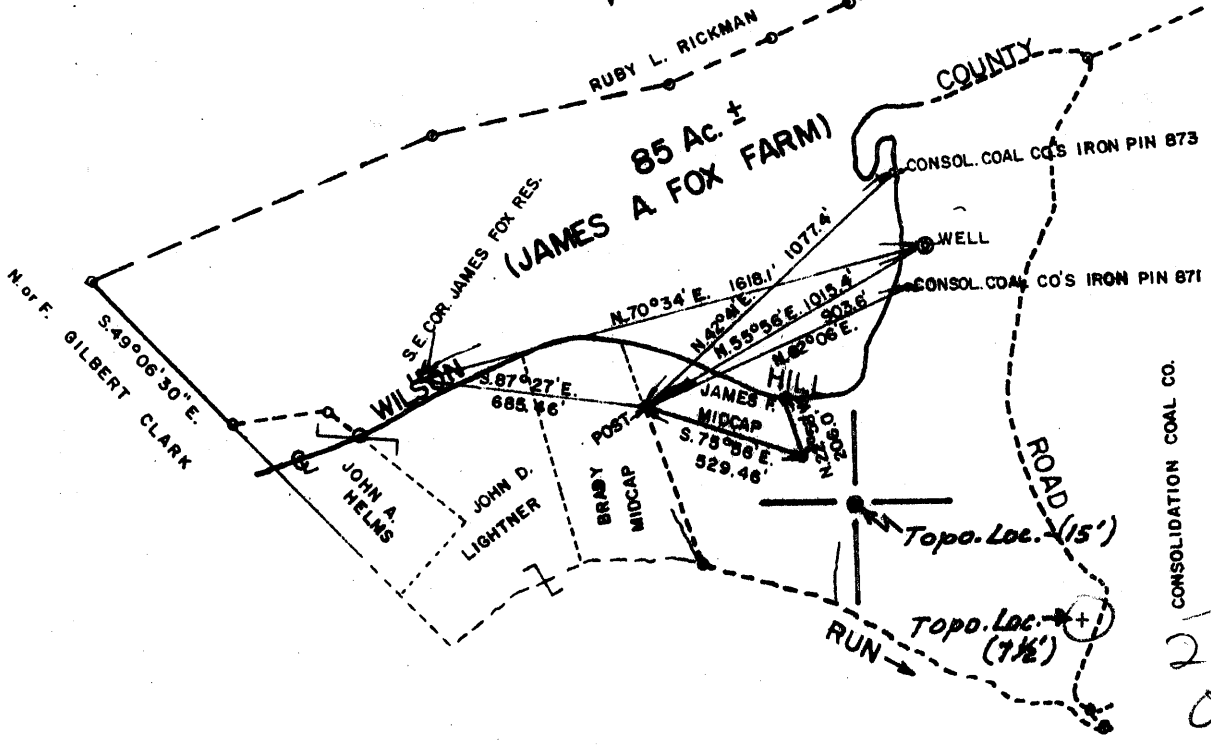 RUBY L. RICKMAN
COUNTY
85 Ac. ±
(JAMES A. FOX FARM)
CONSOL. COAL CO'S IRON PIN 873
S.E. COR. JAMES FOX RES.
1077.4'
N.42°41'E.
WELL
N.70°34'E. 1618.1'
N.55°56'E. 1015.4'
CONSOL. COAL CO'S IRON PIN 871
903.6'
N.62°06'E.
N. or F. GILBERT CLARK
S.49°06'30"E.
WILSON
HILL
S.87°27'E.
685.46'
POST
JAMES F.
MIDCAP
S.75°56'E.
529.46'
206.0'
JOHN A.
HELMS
JOHN D.
LIGHTNER
BRADY
MIDCAP
ROAD
CONSOLIDATION COAL CO.
Topo. Loc. (15')
Topo. Loc.
(7½')
RUN
2